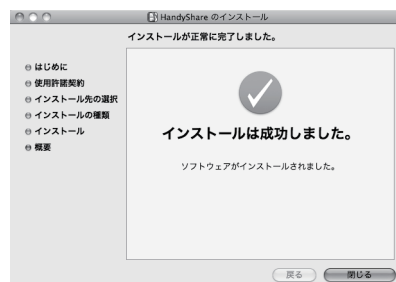 HandyShare のインストール
インストールが正常に完了しました。
はじめに
使用許諾契約
インストール先の選択
インストールの種類
インストール
概要
インストールは成功しました。
ソフトウェアがインストールされました。
戻る
閉じる